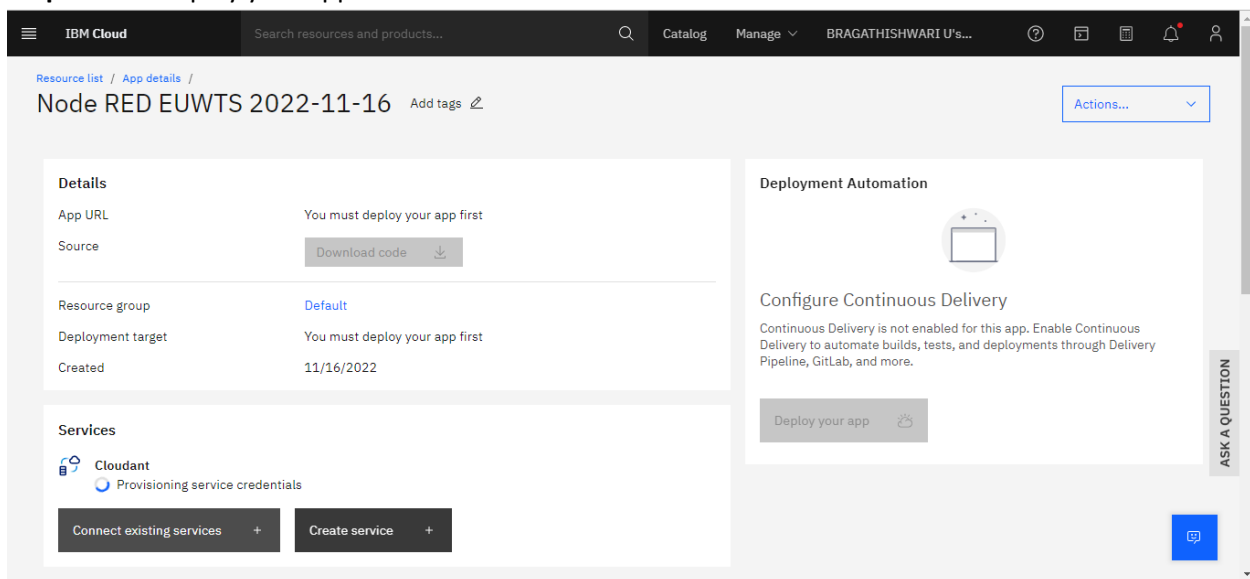 IBM Cloud
Search resources and products...
Catalog
Manage
BRAGATHISHWARI U's...
Resource list / App details /
Node RED EUWTS 2022-11-16
Add tags
Actions...
Details
App URL
You must deploy your app first
Source
Download code
Resource group
Default
Deployment target
You must deploy your app first
Created
11/16/2022
Services
Cloudant
Provisioning service credentials
Connect existing services +
Create service +
Deployment Automation
Configure Continuous Delivery
Continuous Delivery is not enabled for this app. Enable Continuous
Delivery to automate builds, tests, and deployments through Delivery
Pipeline, GitLab, and more.
Deploy your app
ASK A QUESTION